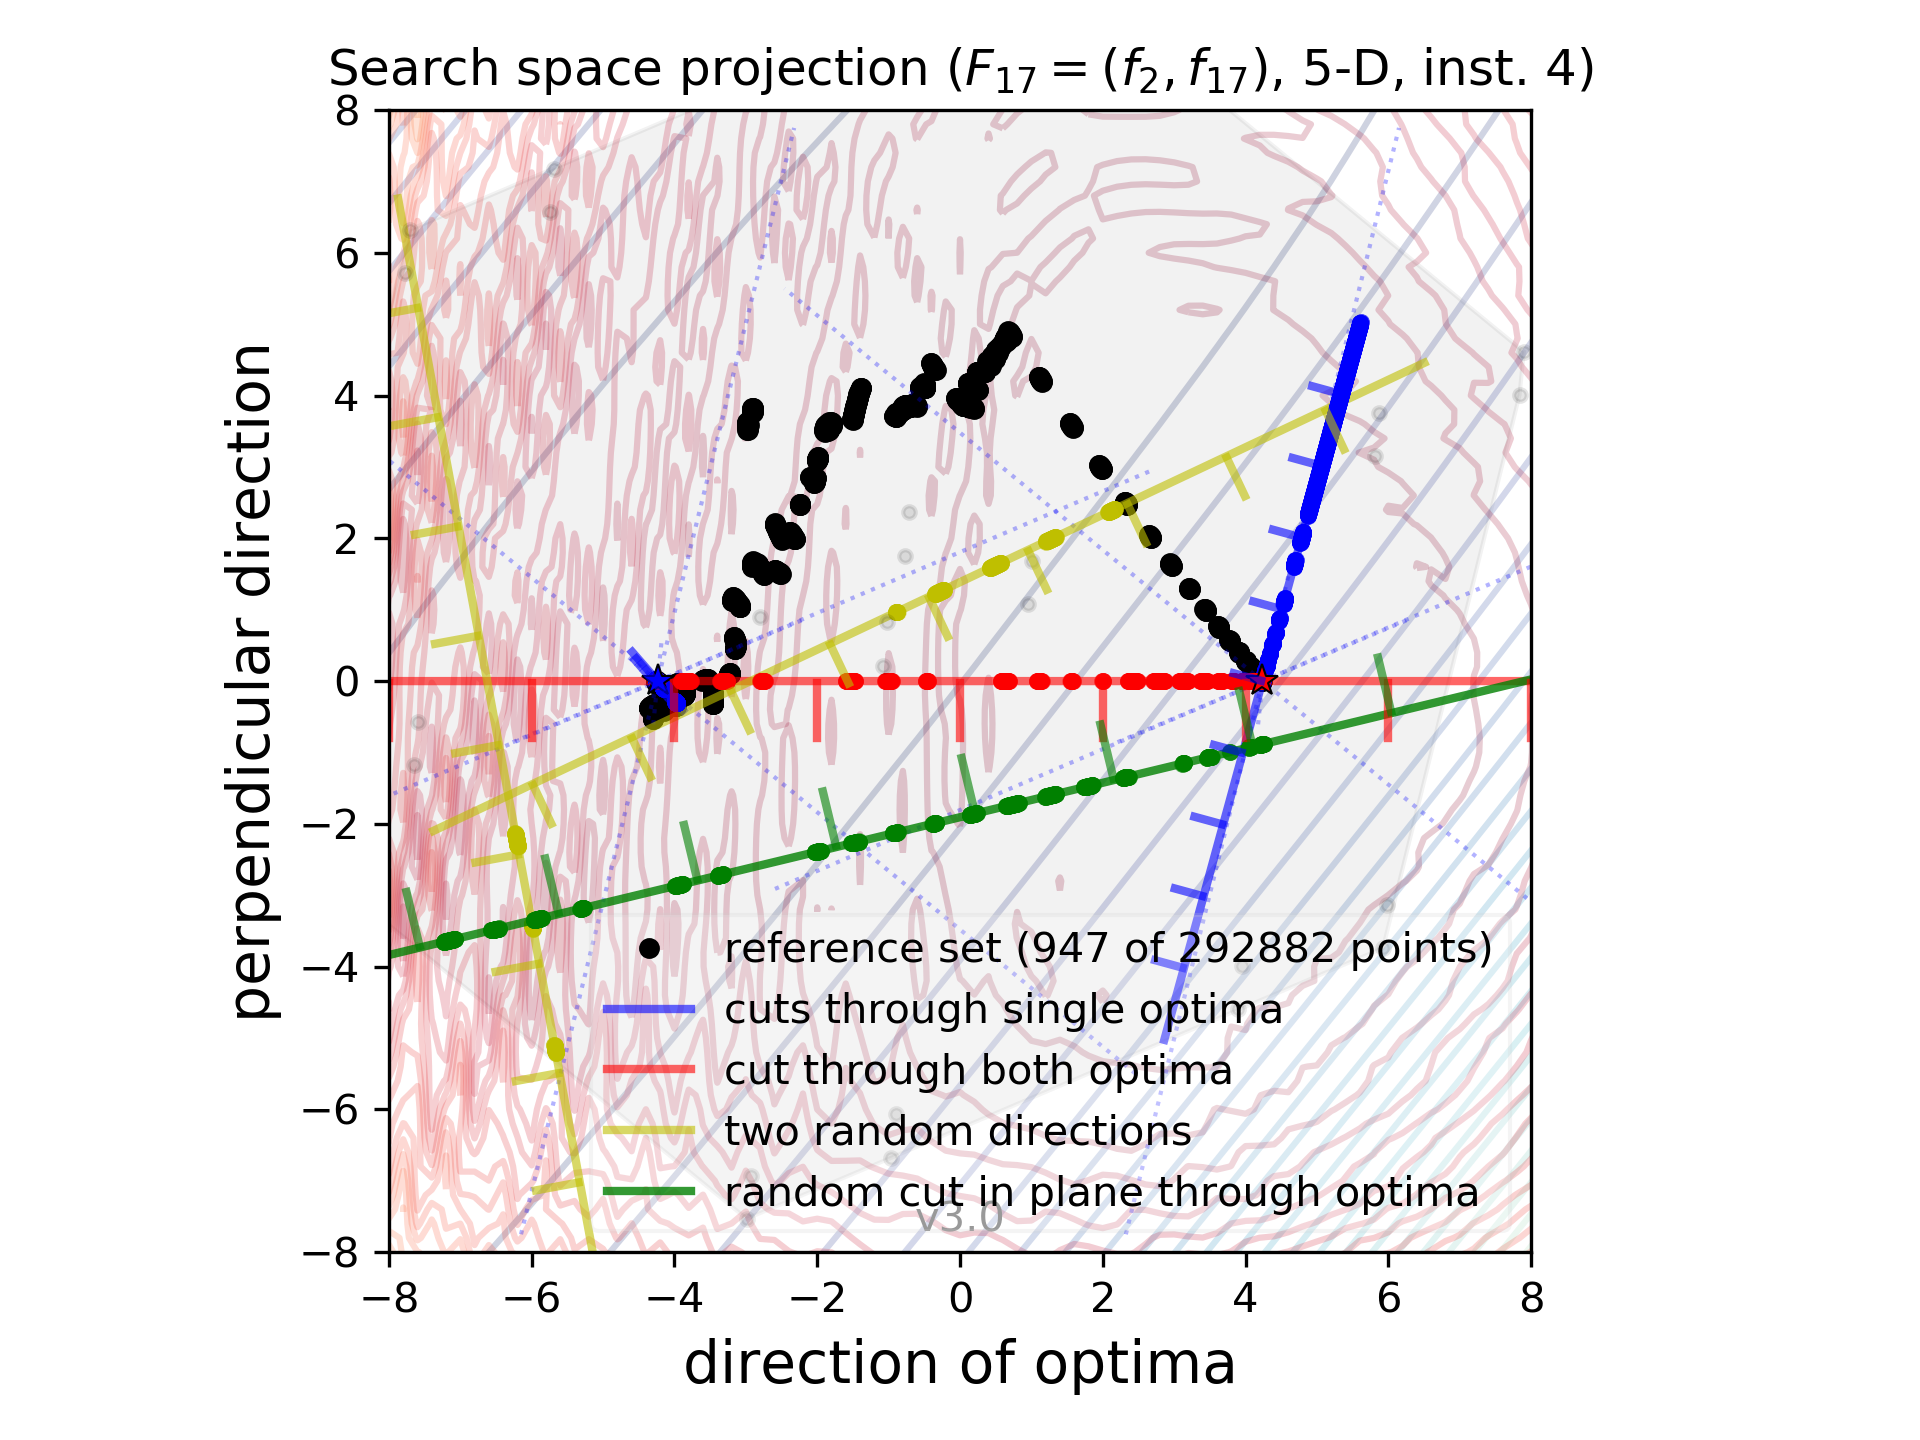 Search space projection (F17 = (f2, f17), 5-D, inst. 4)
8
6
4
2
0
−2
−4
−6
−8
perpendicular direction
reference set (947 of 292882 points)
cuts through single optima
cut through both optima
two random directions
random cut in plane through optima
v3.0
−8 −6 −4 −2 0 2 4 6 8
direction of optima